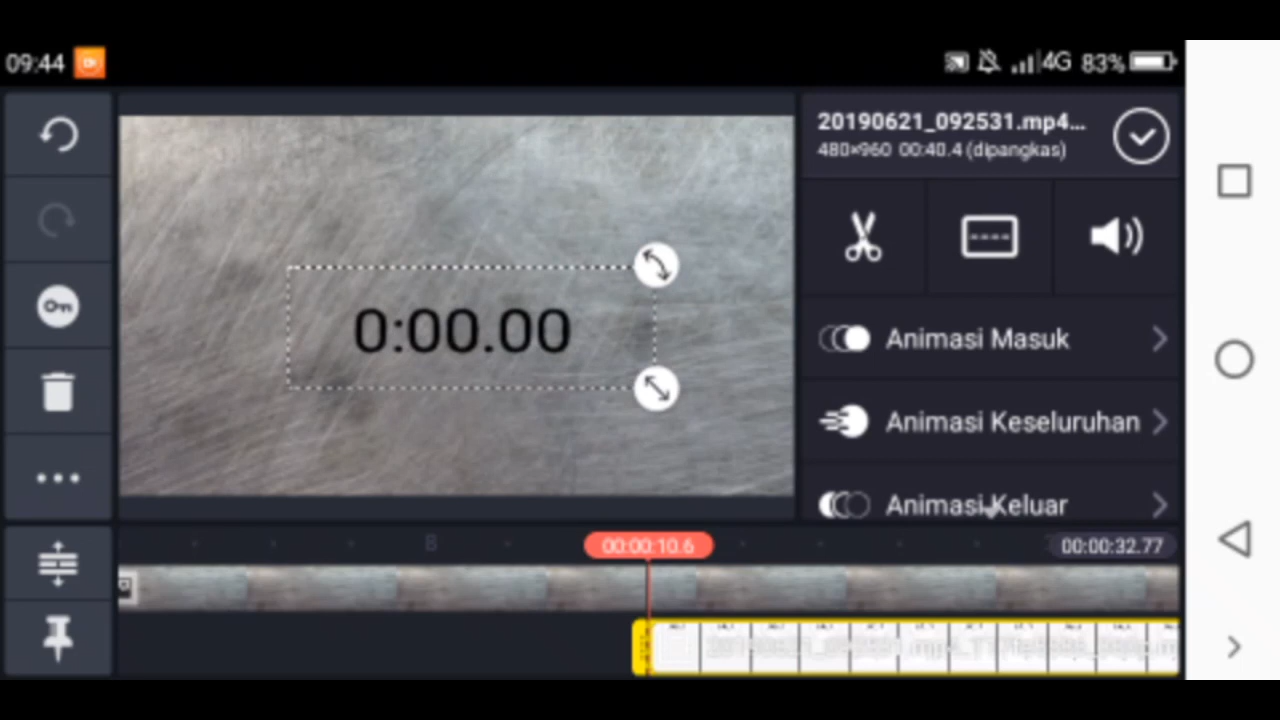 09:44
4G 83%
20190621_092531.mp4...
480×960 00:40.4 (dipangkas)
0:00.00
Animasi Masuk
Animasi Keseluruhan
Animasi Keluar
8
00:00:10.6
00:00:32.77